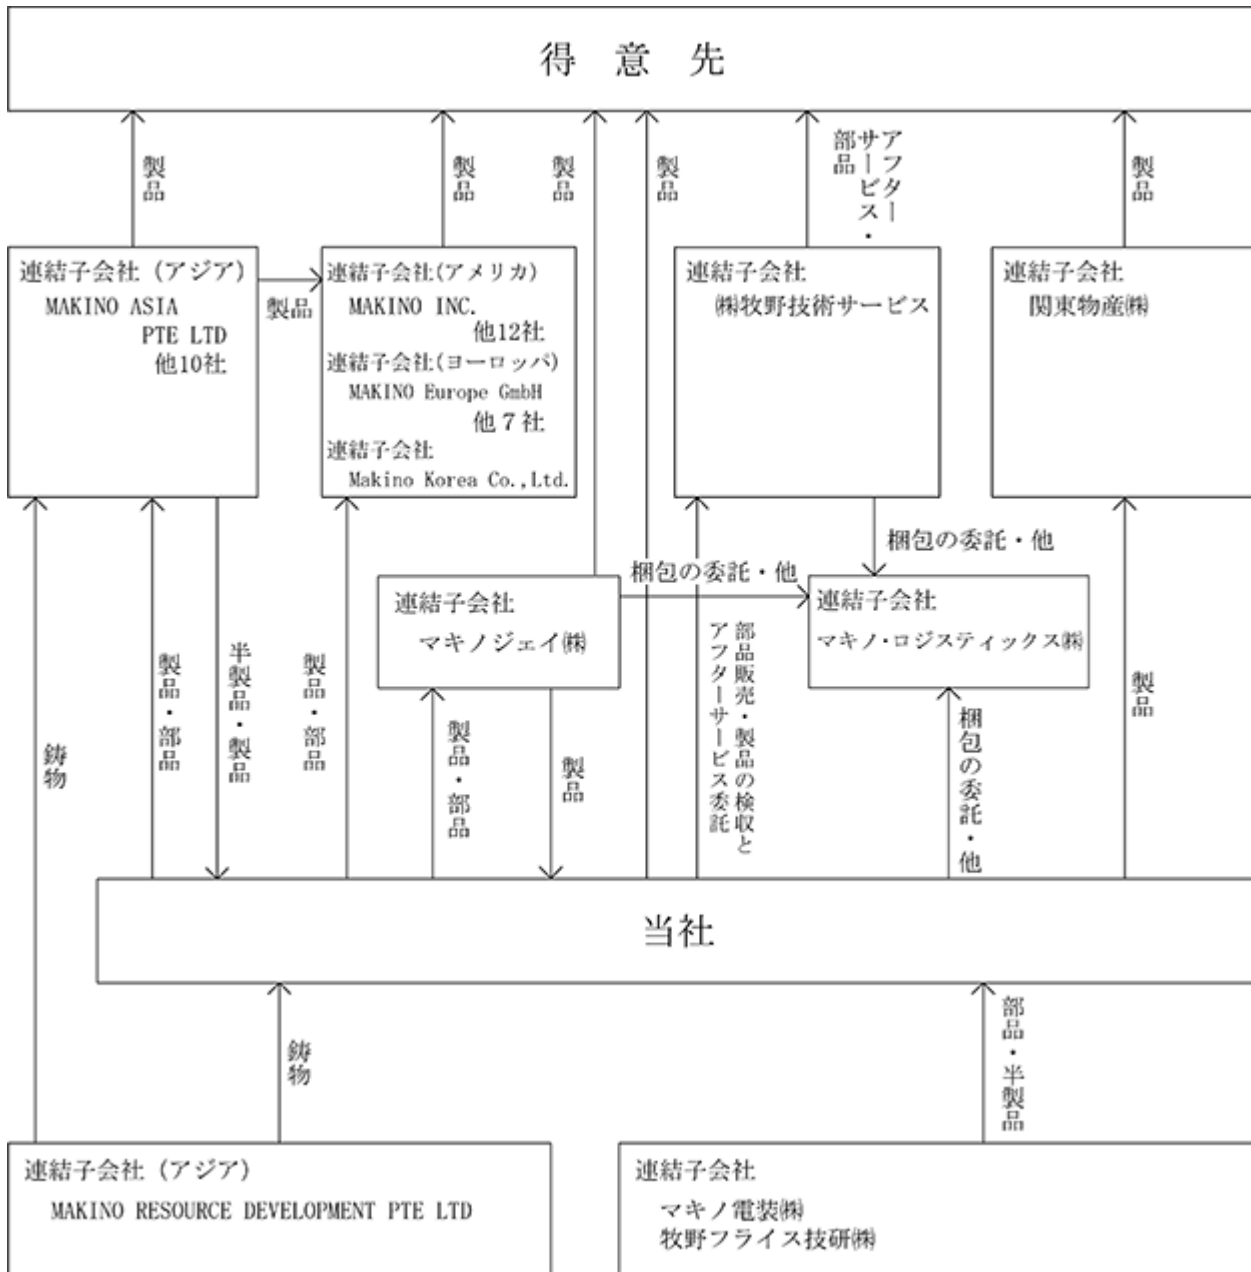 得意先
製品
製品
製品
製品
アフター
サービス・
部品
製品
連結子会社（アジア）
MAKINO ASIA
PTE LTD
他10社
製品
連結子会社(アメリカ)
MAKINO INC.
他12社
連結子会社(ヨーロッパ)
MAKINO Europe GmbH
他７社
連結子会社
Makino Korea Co.,Ltd.
連結子会社
㈱牧野技術サービス
連結子会社
関東物産㈱
梱包の委託・他
梱包の委託・他
連結子会社
マキノジェイ㈱
連結子会社
マキノ・ロジスティックス㈱
鋳物
製品・部品
半製品・製品
製品・部品
製品・部品
製品
部品販売・製品の検収と
アフターサービス委託
梱包の委託・他
製品
当社
鋳物
部品・半製品
連結子会社（アジア）
MAKINO RESOURCE DEVELOPMENT PTE LTD
連結子会社
マキノ電装㈱
牧野フライス技研㈱